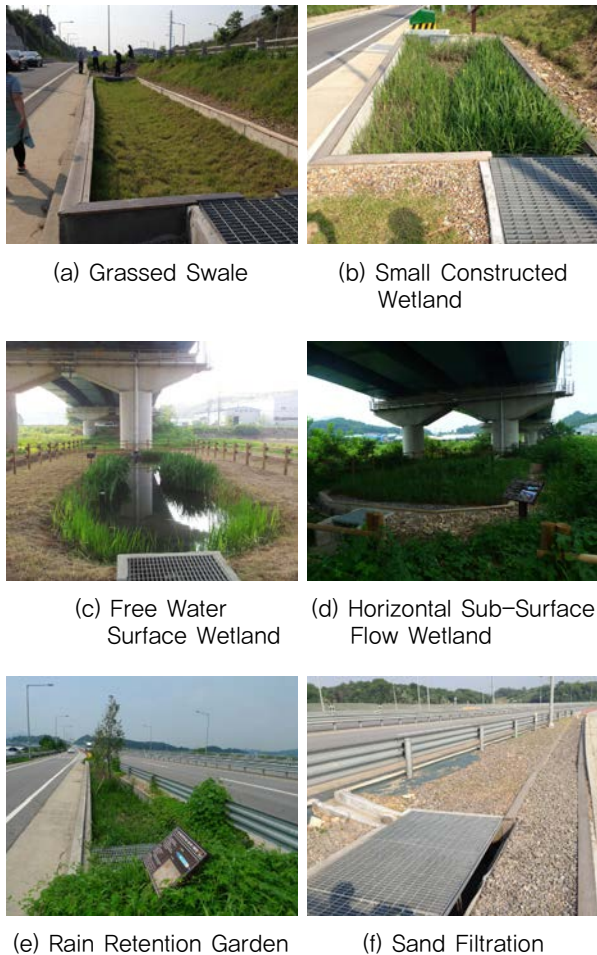 (a) Grassed Swale
(b) Small Constructed
Wetland
(c) Free Water
Surface Wetland
(d) Horizontal Sub-Surface
Flow Wetland
(e) Rain Retention Garden
(f) Sand Filtration